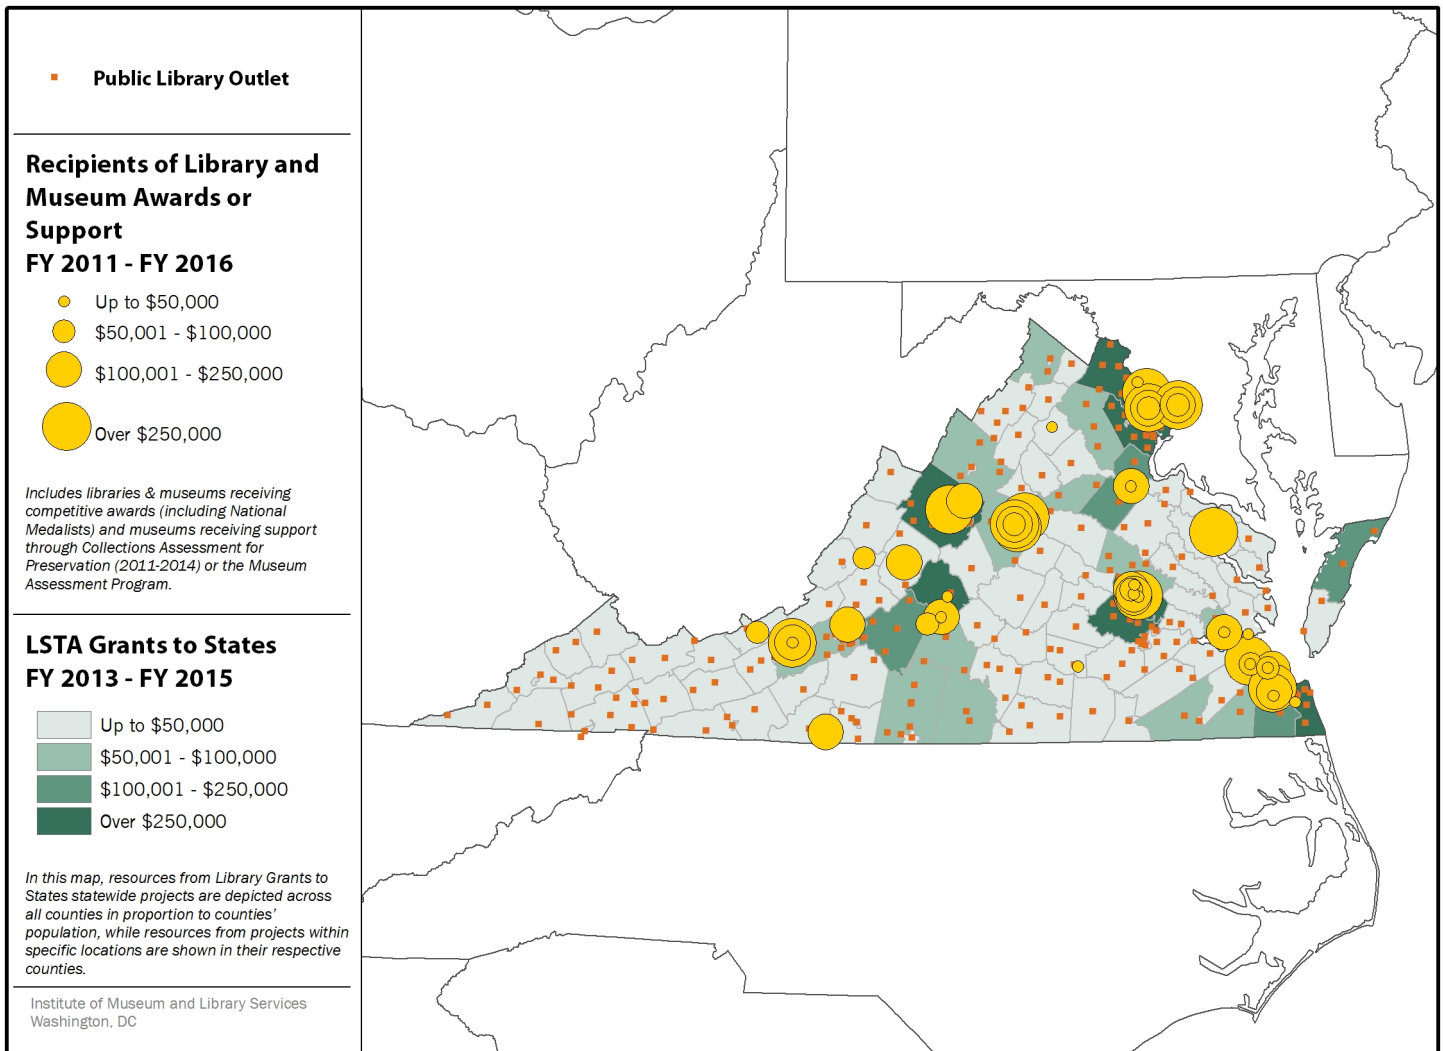 Public Library Outlet
Recipients of Library and
Museum Awards or
Support
FY 2011 - FY 2016
Up to $50,000
$50,001 - $100,000
$100,001 - $250,000
Over $250,000
Includes libraries & museums receiving
competitive awards (including National
Medalists) and museums receiving support
through Collections Assessment for
Preservation (2011-2014) or the Museum
Assessment Program.
LSTA Grants to States
FY 2013 - FY 2015
Up to $50,000
$50,001 - $100,000
$100,001 - $250,000
Over $250,000
In this map, resources from Library Grants to
States statewide projects are depicted across
all counties in proportion to counties’
population, while resources from projects within
specific locations are shown in their respective
counties.
Institute of Museum and Library Services
Washington, DC